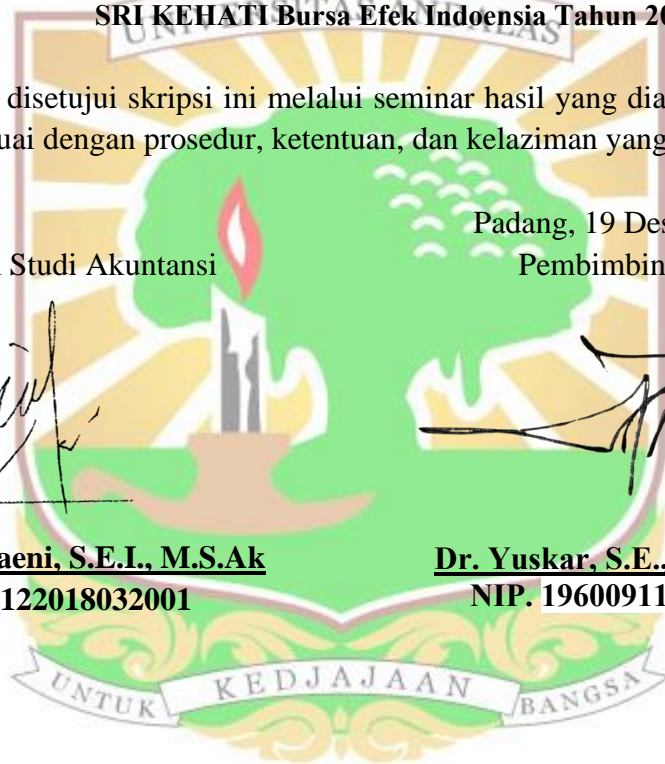 SRI KEHATI Bursa Efek Indoensia Tahun 20
UNIVERSITAS ANDALAS
disetujui skripsi ini melalui seminar hasil yang dia
uai dengan prosedur, ketentuan, dan kelaziman yang
Padang, 19 Des
Studi Akuntansi Pembimbin
aeni, S.E.I., M.S.Ak Dr. Yuskar, S.E.,
122018032001 NIP. 19600911
UNTUK KEDJAJAAN BANGSA